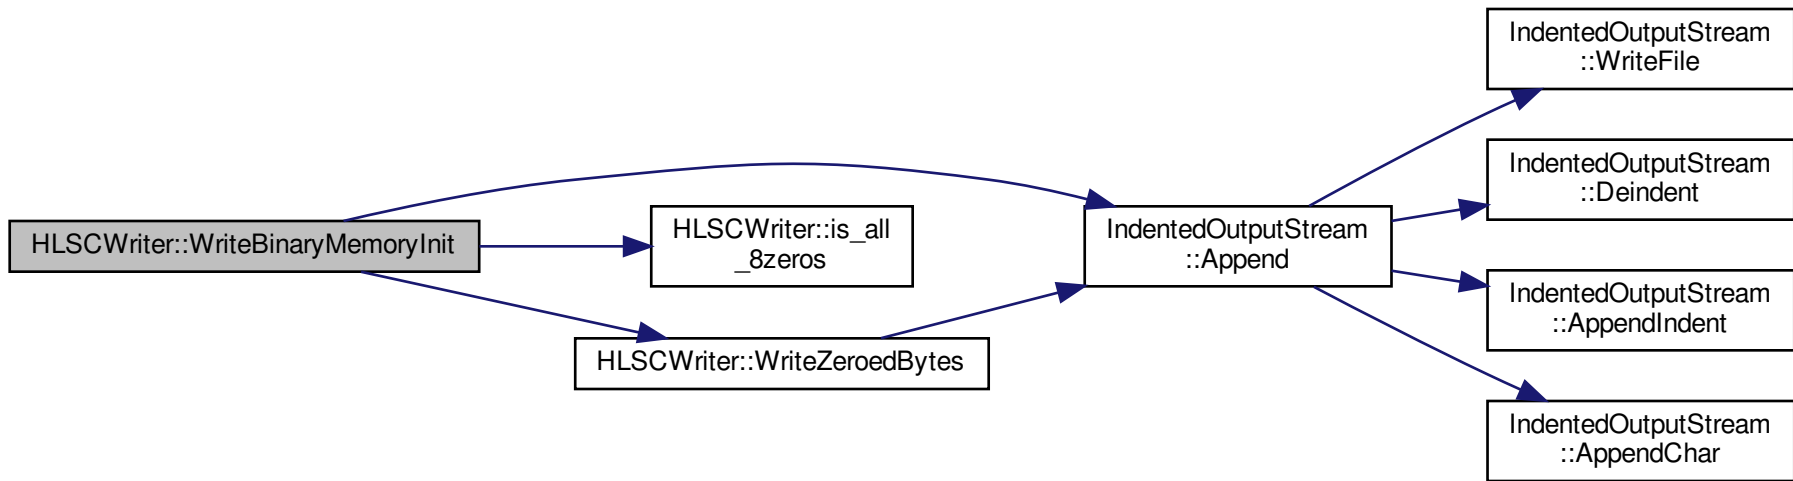 HLSCWriter::WriteBinaryMemoryInit
HLSCWriter::is_all
_8zeros
HLSCWriter::WriteZeroedBytes
IndentedOutputStream
::Append
IndentedOutputStream
::WriteFile
IndentedOutputStream
::Deindent
IndentedOutputStream
::AppendIndent
IndentedOutputStream
::AppendChar